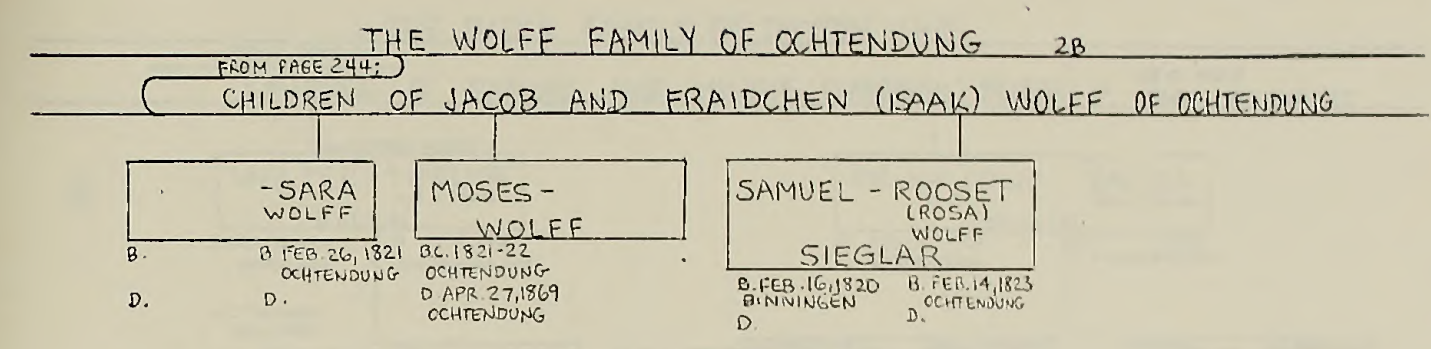 THE WOLFF FAMILY OF OCHTENDUNG 2B
FROM PAGE 244:
CHILDREN OF JACOB AND FRAIDCHEN (ISAAK) WOLFF OF OCHTENDUNG
-SARA
WOLFF
B.
B FEB. 26, 1821
OCHTENDUNG
D.
D.
MOSES-
WOLFF
B.C. 1821-22
OCHTENDUNG
D APR. 27, 1869
OCHTENDUNG
SAMUEL - ROOSET
(ROSA)
WOLFF
SIEGLAR
B. FEB. 16, 1820
BINNINGEN
D.
B. FEB. 14, 1823
OCHTENDUNG
D.